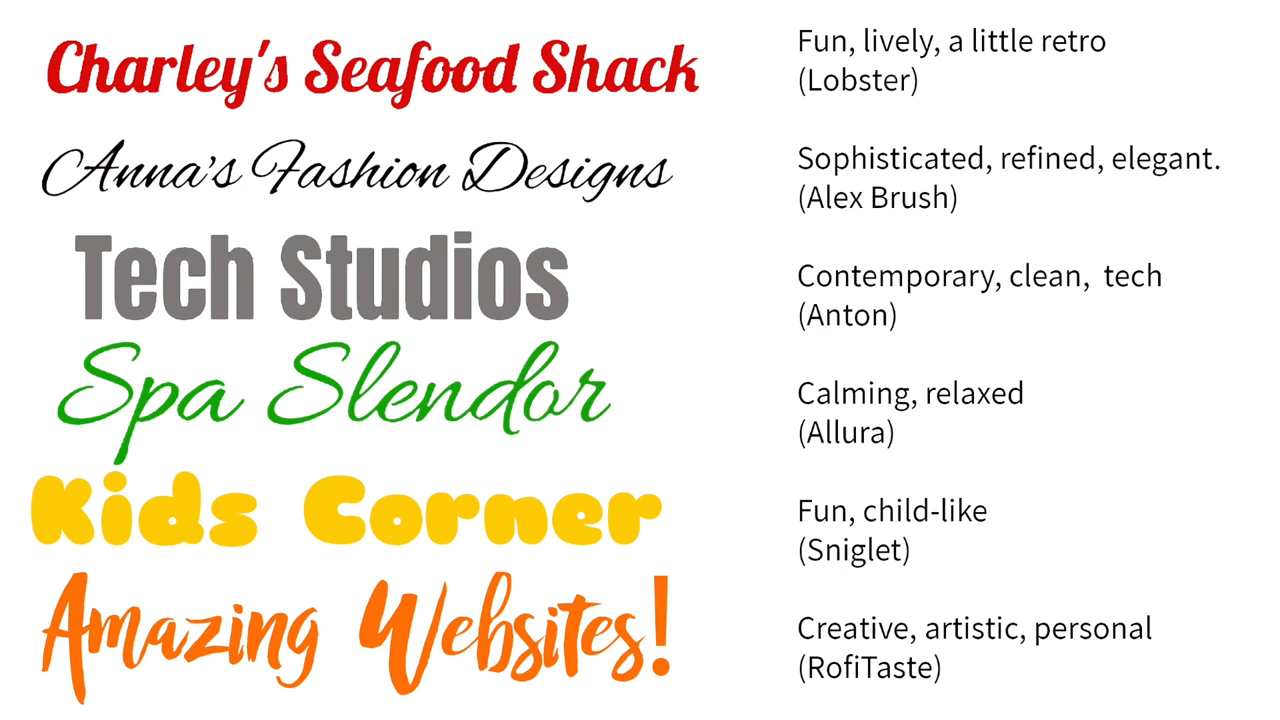 Charley's Seafood Shack
Fun, lively, a little retro
(Lobster)
Anna's Fashion Designs
Sophisticated, refined, elegant.
(Alex Brush)
Tech Studios
Contemporary, clean,  tech
(Anton)
Spa Slendor
Calming, relaxed
(Allura)
Kids Corner
Fun, child-like
(Sniglet)
Amazing Websites!
Creative, artistic, personal
(RofiTaste)